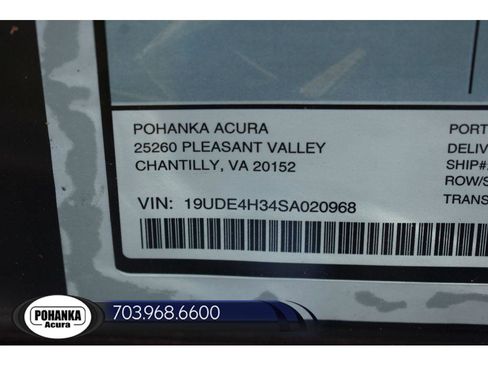 POHANKA ACURA
25260 PLEASANT VALLEY
CHANTILLY, VA 20152
VIN: 19UDE4H34SA020968
PORT
DELIV
SHIP#
ROW/S
TRANS
POHANKA
Acura
703.968.6600